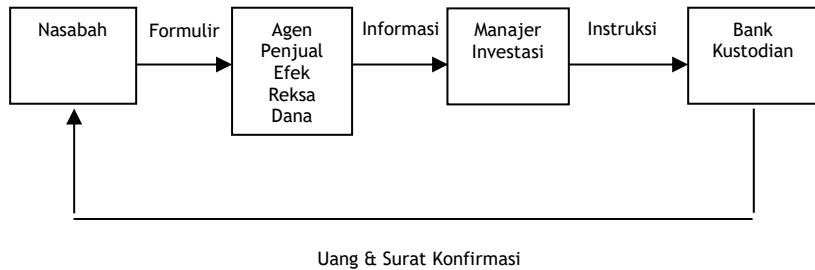 Nasabah
Formulir
Agen
Penjual
Efek
Reksa
Dana
Informasi
Manajer
Investasi
Instruksi
Bank
Kustodian
Uang & Surat Konfirmasi